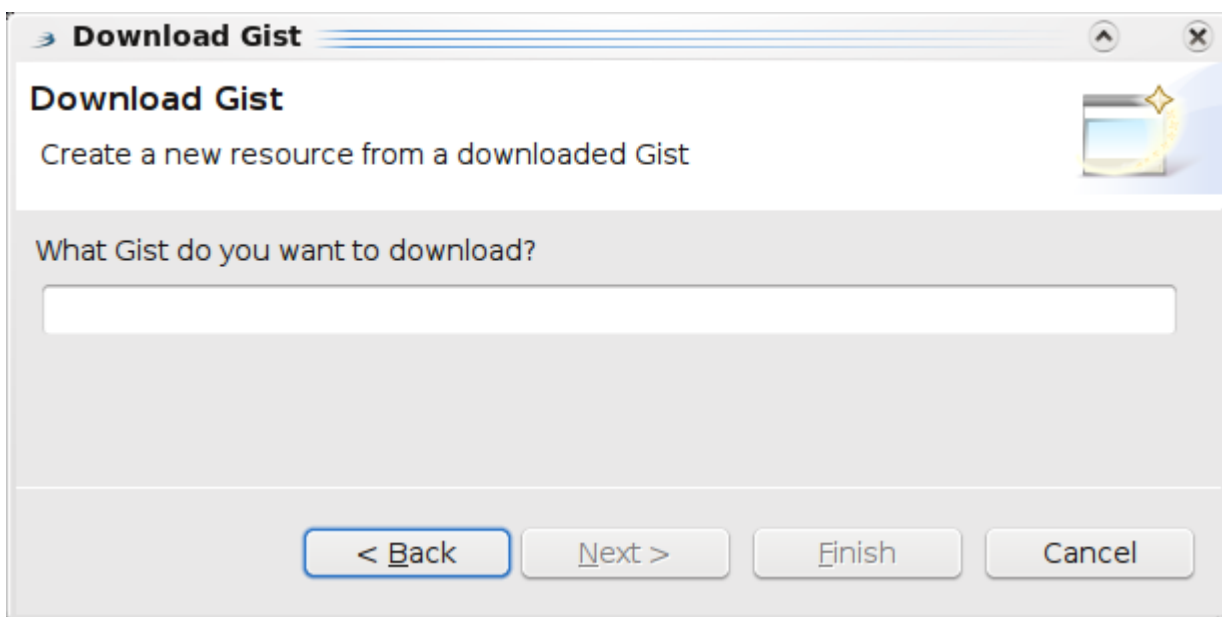 Download Gist
Download Gist
Create a new resource from a downloaded Gist
What Gist do you want to download?
< Back Next > Finish Cancel